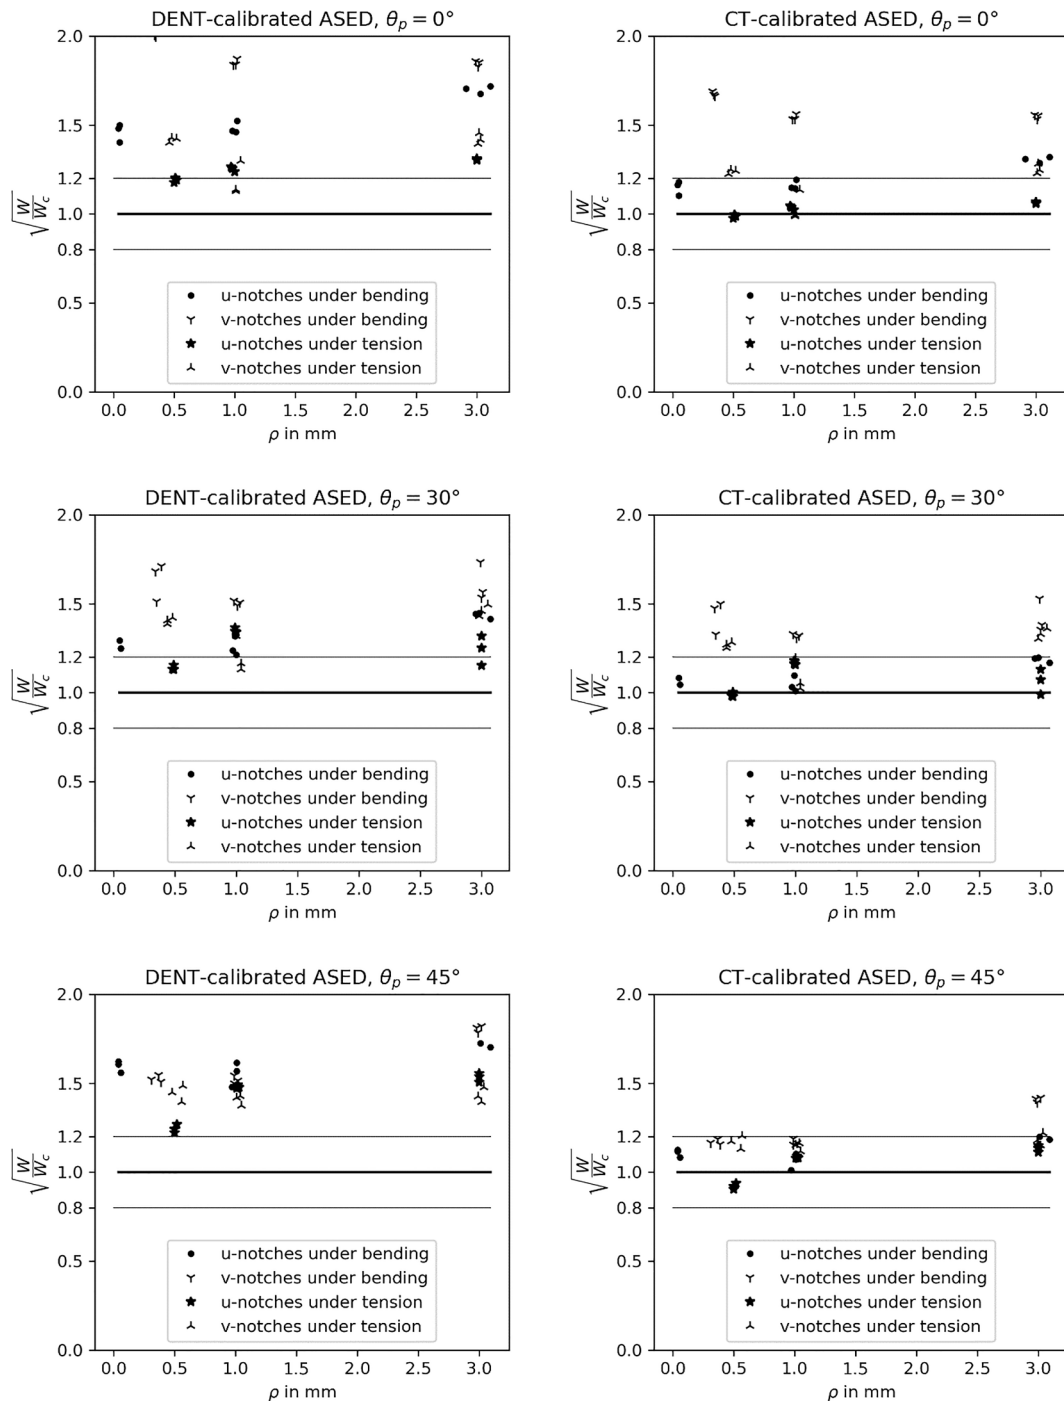 DENT-calibrated ASED, θp = 0°
2.0
1.5
1.2
1.0
0.8
0.5
0.0
√W/Wc
u-notches under bending
v-notches under bending
u-notches under tension
v-notches under tension
0.0 0.5 1.0 1.5 2.0 2.5 3.0
ρ in mm
CT-calibrated ASED, θp = 0°
2.0
1.5
1.2
1.0
0.8
0.5
0.0
√W/Wc
u-notches under bending
v-notches under bending
u-notches under tension
v-notches under tension
0.0 0.5 1.0 1.5 2.0 2.5 3.0
ρ in mm
DENT-calibrated ASED, θp = 30°
2.0
1.5
1.2
1.0
0.8
0.5
0.0
√W/Wc
u-notches under bending
v-notches under bending
u-notches under tension
v-notches under tension
0.0 0.5 1.0 1.5 2.0 2.5 3.0
ρ in mm
CT-calibrated ASED, θp = 30°
2.0
1.5
1.2
1.0
0.8
0.5
0.0
√W/Wc
u-notches under bending
v-notches under bending
u-notches under tension
v-notches under tension
0.0 0.5 1.0 1.5 2.0 2.5 3.0
ρ in mm
DENT-calibrated ASED, θp = 45°
2.0
1.5
1.2
1.0
0.8
0.5
0.0
√W/Wc
u-notches under bending
v-notches under bending
u-notches under tension
v-notches under tension
0.0 0.5 1.0 1.5 2.0 2.5 3.0
ρ in mm
CT-calibrated ASED, θp = 45°
2.0
1.5
1.2
1.0
0.8
0.5
0.0
√W/Wc
u-notches under bending
v-notches under bending
u-notches under tension
v-notches under tension
0.0 0.5 1.0 1.5 2.0 2.5 3.0
ρ in mm